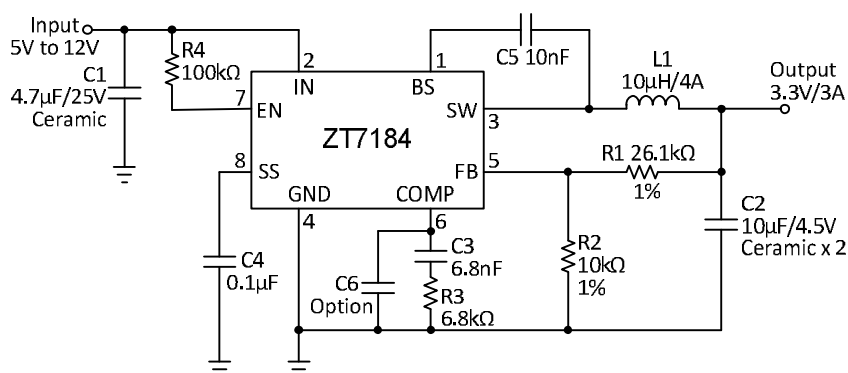 Input
5V to 12V
C1
4.7µF/25V
Ceramic
R4
100kΩ
2
IN
1
BS
C5 10nF
L1
10µH/4A
Output
3.3V/3A
7
EN
SW
3
ZT7184
8
SS
FB
5
R1 26.1kΩ
1%
GND
4
COMP
6
C2
10µF/4.5V
Ceramic x 2
R2
10kΩ
1%
C4
0.1µF
C6
Option
C3
6.8nF
R3
6.8kΩ